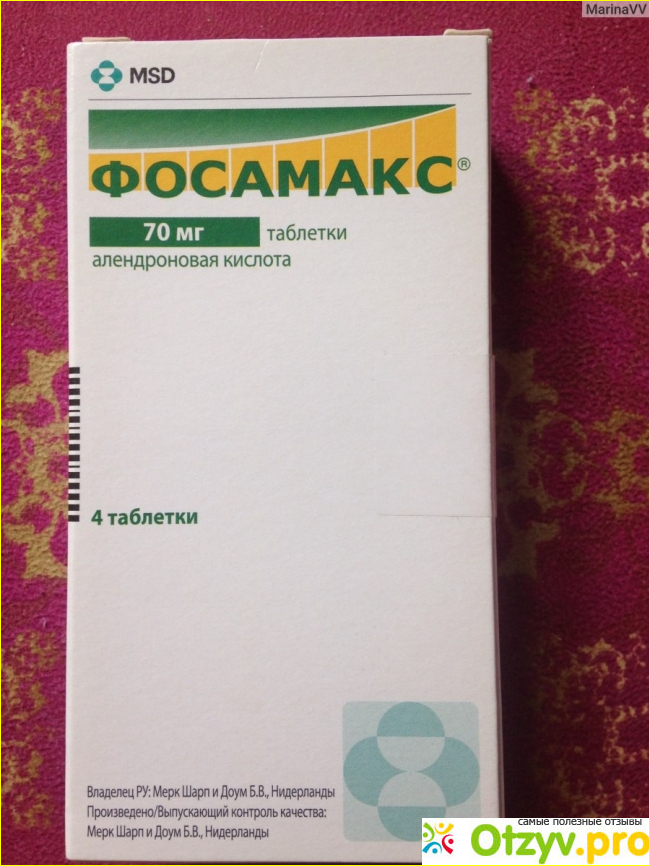 MarinaVV
MSD
ФОСАМАКС®
70 мг таблетки
алендроновая кислота
4 таблетки
Владелец РУ: Мерк Шарп и Доум Б.В., Нидерланды
Произведено/Выпускающий контроль качества:
Мерк Шарп и Доум Б.В., Нидерланды
самые полезные отзывы
Otzyv.pro